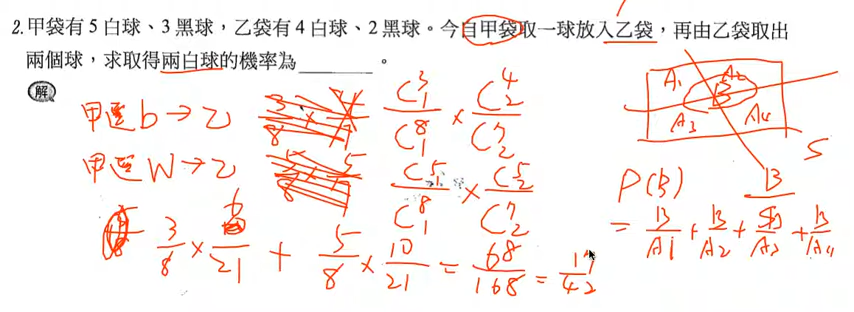 2. 甲袋有 5 白球、3 黑球，乙袋有 4 白球、2 黑球。今自甲袋取一球放入乙袋，再由乙袋取出
兩個球，求取得兩白球的機率為________。
解
甲選 b → 乙 C^3_1 / C^8_1 × C^4_2 / C^7_2
甲選 W → 乙 C^5_1 / C^8_1 × C^5_2 / C^7_2
3/8 × 6/21 + 5/8 × 10/21 = 68/168 = 17/42
A1 A2
B
A3 A4
S
B
P(B)
= B/A1 + B/A2 + B/A3 + B/A4